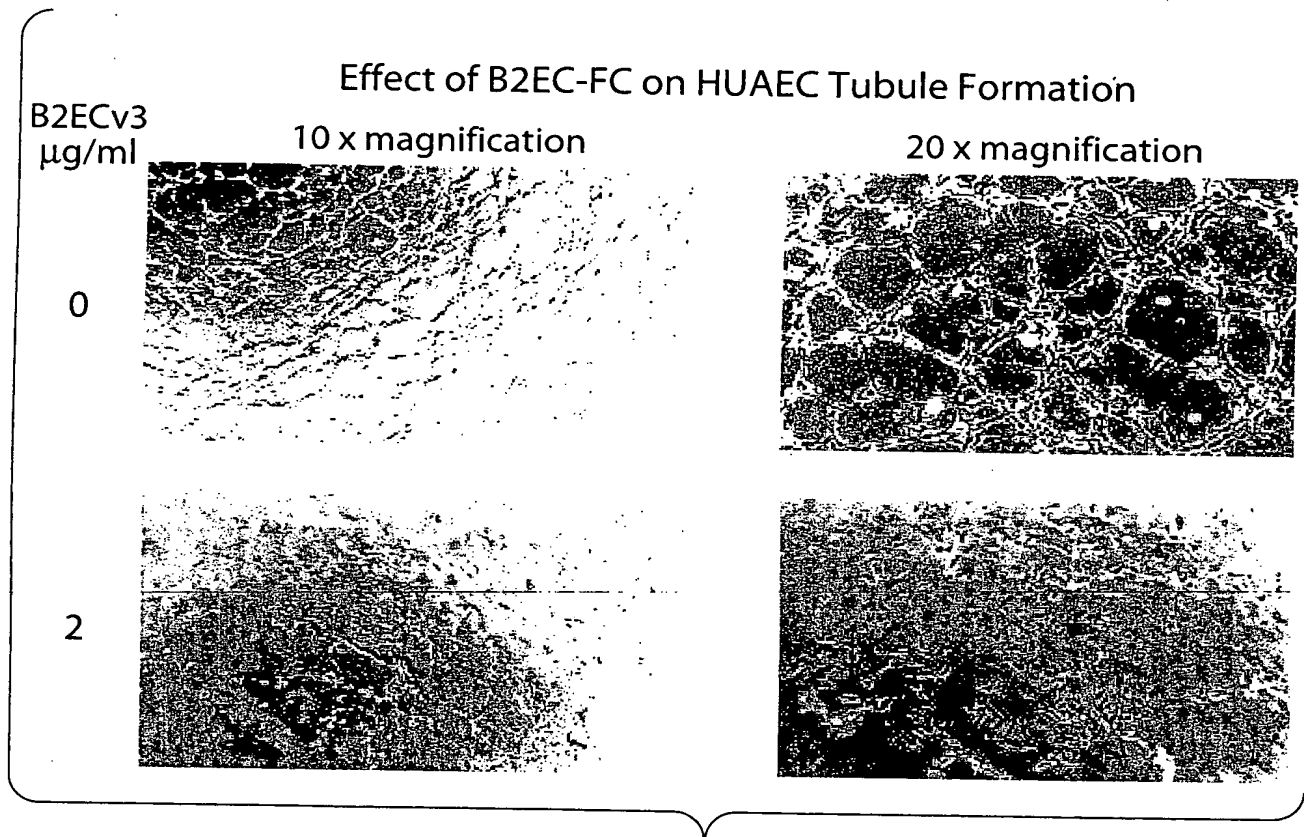 Effect of B2EC-FC on HUAEC Tubule Formation
B2ECv3
µg/ml
10 x magnification
20 x magnification
0
2